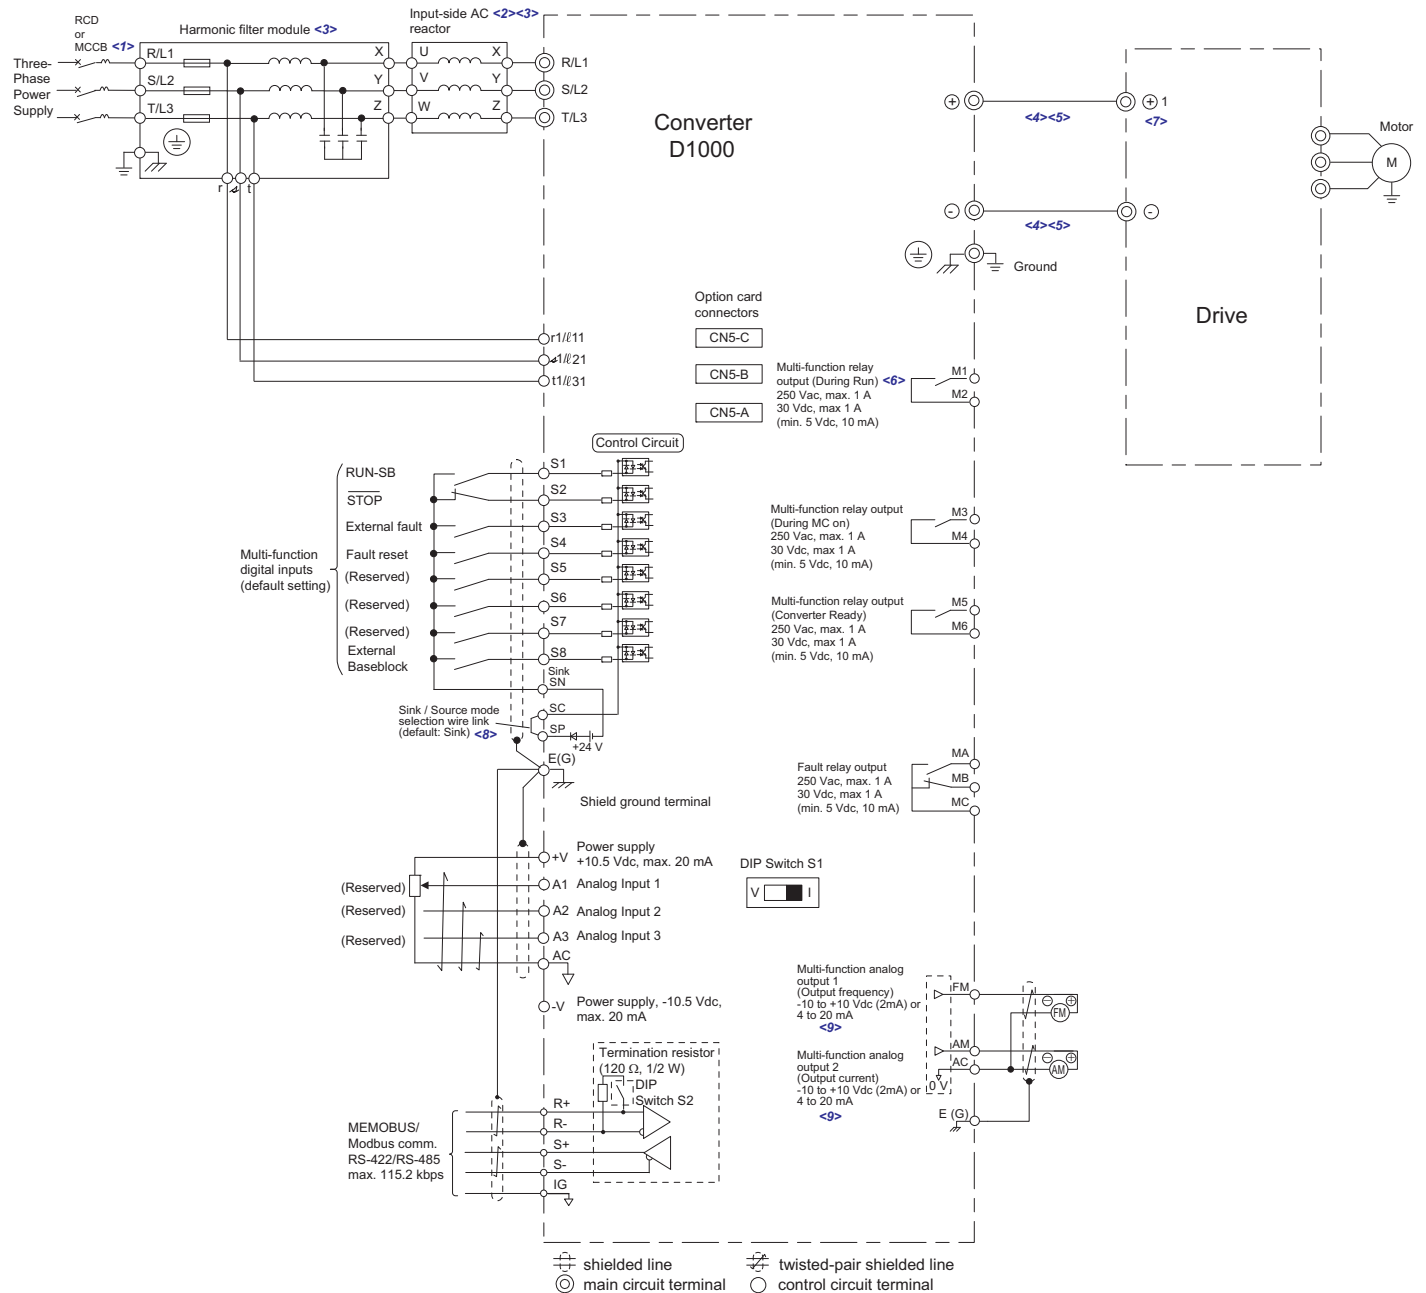 RCD
or
MCCB <1>
Three-
Phase
Power
Supply
Harmonic filter module <3>
R/L1
S/L2
T/L3
X
Y
Z
r
t
Input-side AC <2><3>
reactor
U
V
W
X
Y
Z
R/L1
S/L2
T/L3
Converter
D1000
+
<4><5>
+ 1
<7>
-
<4><5>
-
Ground
Drive
Motor
M
r1/ℓ11
1/ℓ21
t1/ℓ31
Option card
connectors
CN5-C
CN5-B
CN5-A
Multi-function relay
output (During Run) <6>
250 Vac, max. 1 A
30 Vdc, max 1 A
(min. 5 Vdc, 10 mA)
M1
M2
Control Circuit
Multi-function
digital inputs
(default setting)
RUN-SB
STOP
External fault
Fault reset
(Reserved)
(Reserved)
(Reserved)
External
Baseblock
S1
S2
S3
S4
S5
S6
S7
S8
Sink
SN
SC
SP
+24 V
Sink / Source mode
selection wire link
(default: Sink) <8>
E(G)
Shield ground terminal
Multi-function relay output
(During MC on)
250 Vac, max. 1 A
30 Vdc, max 1 A
(min. 5 Vdc, 10 mA)
M3
M4
Multi-function relay output
(Converter Ready)
250 Vac, max. 1 A
30 Vdc, max 1 A
(min. 5 Vdc, 10 mA)
M5
M6
Fault relay output
250 Vac, max. 1 A
30 Vdc, max 1 A
(min. 5 Vdc, 10 mA)
MA
MB
MC
+V
Power supply
+10.5 Vdc, max. 20 mA
(Reserved)
A1 Analog Input 1
(Reserved)
A2 Analog Input 2
(Reserved)
A3 Analog Input 3
AC
-V
Power supply, -10.5 Vdc,
max. 20 mA
DIP Switch S1
V I
Multi-function analog
output 1
(Output frequency)
-10 to +10 Vdc (2mA) or
4 to 20 mA
<9>
Multi-function analog
output 2
(Output current)
-10 to +10 Vdc (2mA) or
4 to 20 mA
<9>
FM
AM
AC
0 V
E (G)
- +
FM
- +
AM
Termination resistor
(120 Ω, 1/2 W)
DIP
Switch S2
MEMOBUS/
Modbus comm.
RS-422/RS-485
max. 115.2 kbps
R+
R-
S+
S-
IG
shielded line
twisted-pair shielded line
main circuit terminal
control circuit terminal